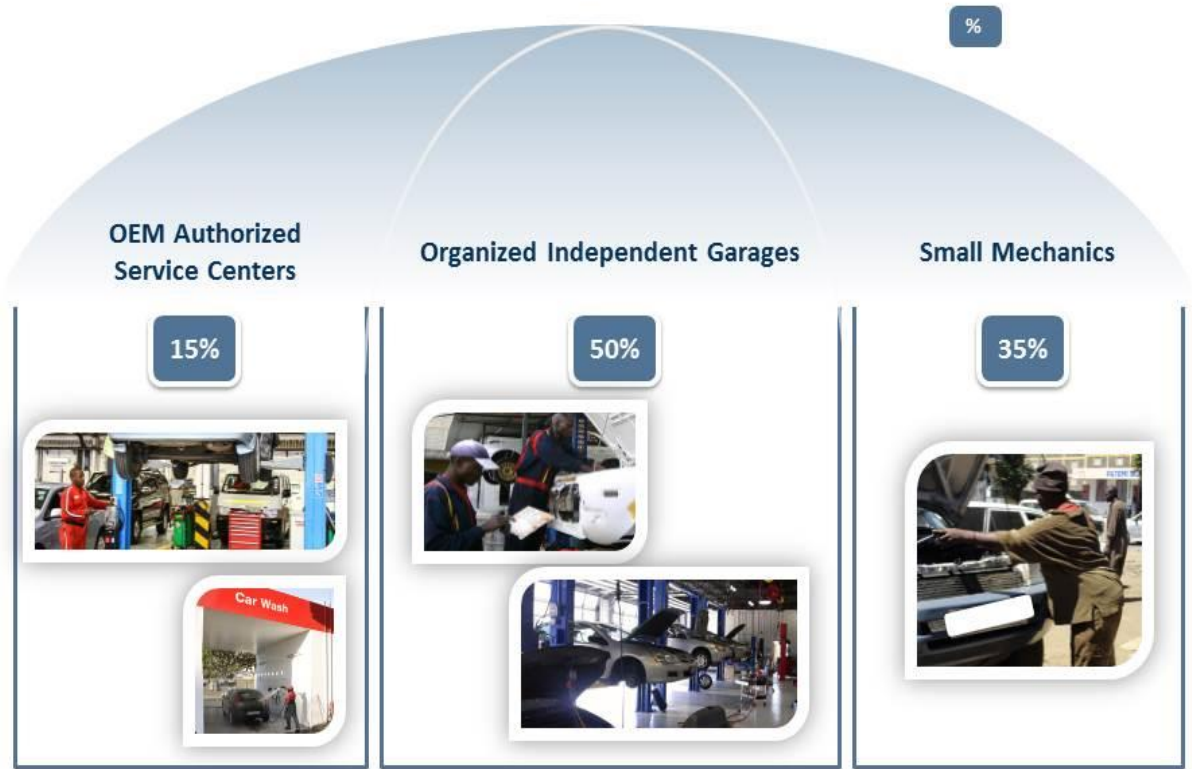 %
OEM Authorized
Service Centers
Organized Independent Garages
Small Mechanics
15%
50%
35%
Car Wash